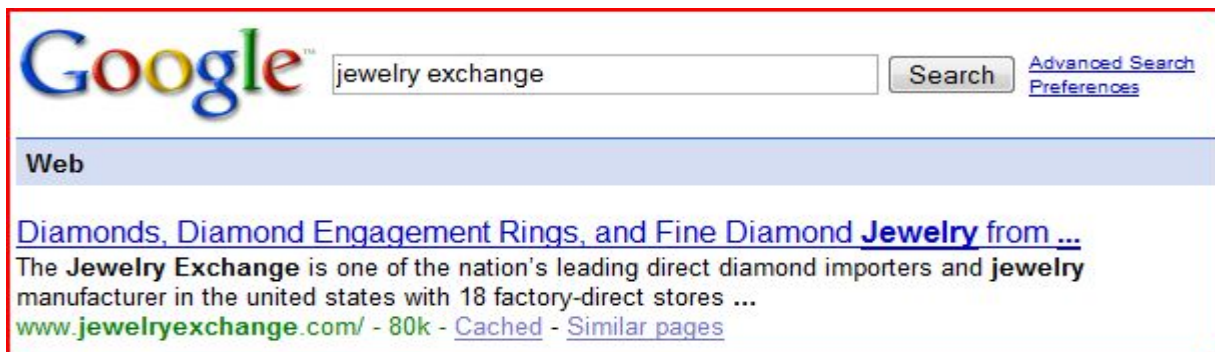 Google™ jewelry exchange Search Advanced Search
Preferences
Web
Diamonds, Diamond Engagement Rings, and Fine Diamond Jewelry from ...
The Jewelry Exchange is one of the nation's leading direct diamond importers and jewelry
manufacturer in the united states with 18 factory-direct stores ...
www.jewelryexchange.com/ - 80k - Cached - Similar pages